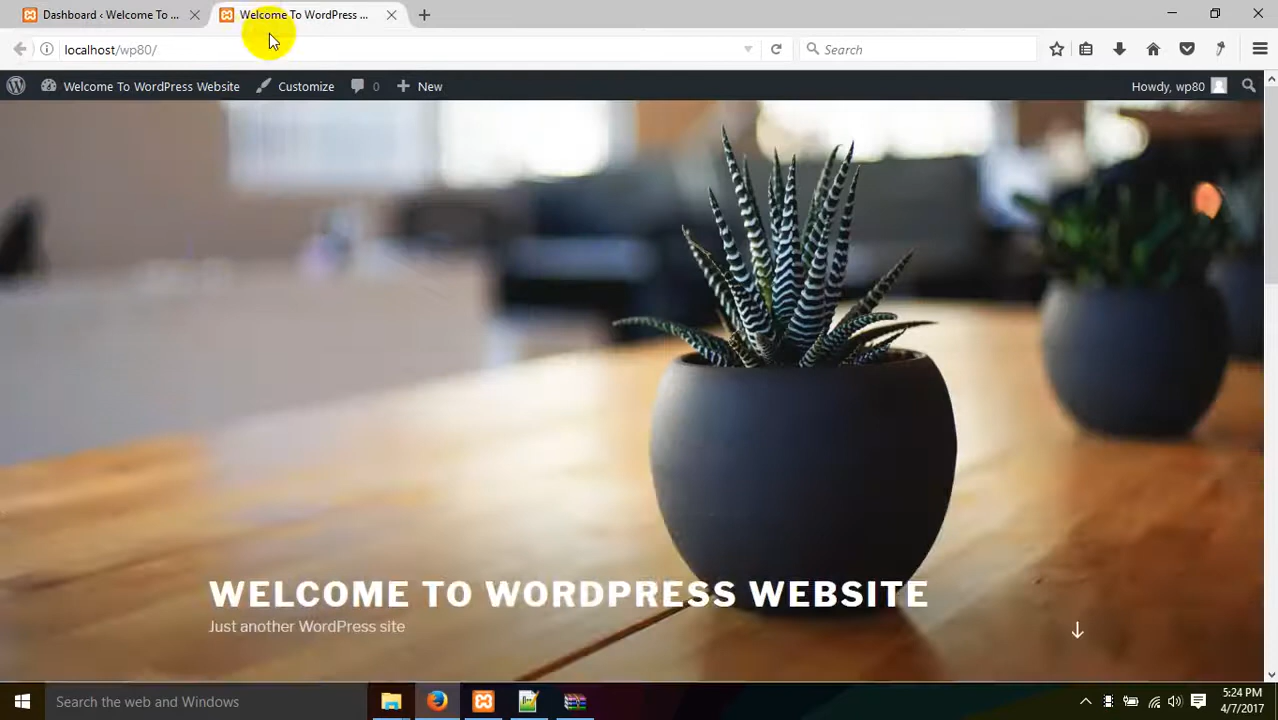 Dashboard ‹ Welcome To ...
Welcome To WordPress ...
localhost/wp80/
Search
Welcome To WordPress Website
Customize
0
New
Howdy, wp80
WELCOME TO WORDPRESS WEBSITE
Just another WordPress site
Search the web and Windows
5:24 PM
4/7/2017